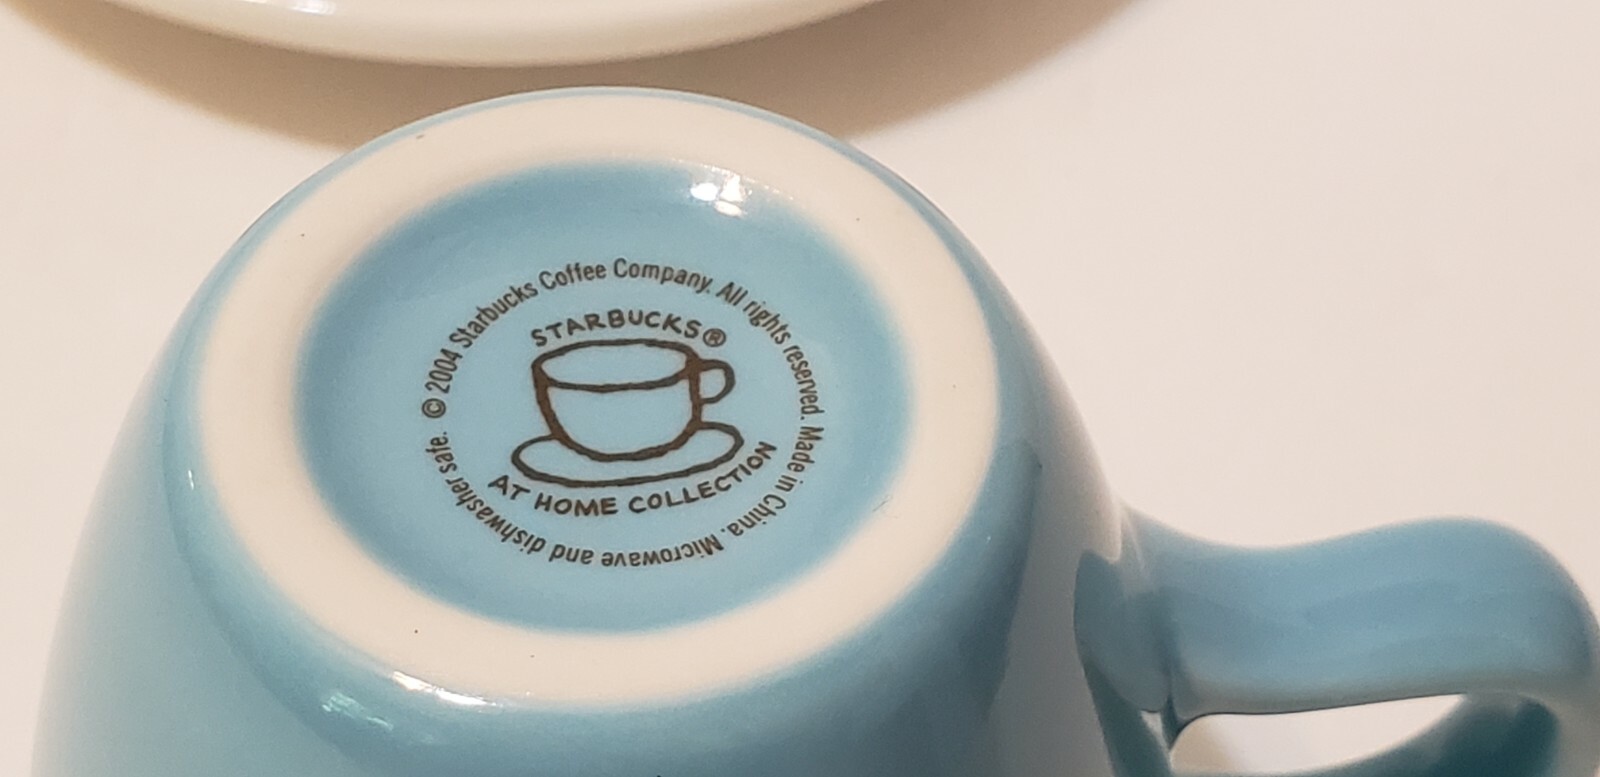 © 2004 Starbucks Coffee Company. All rights reserved. Made in China. Microwave and dishwasher safe.
STARBUCKS®
AT HOME COLLECTION